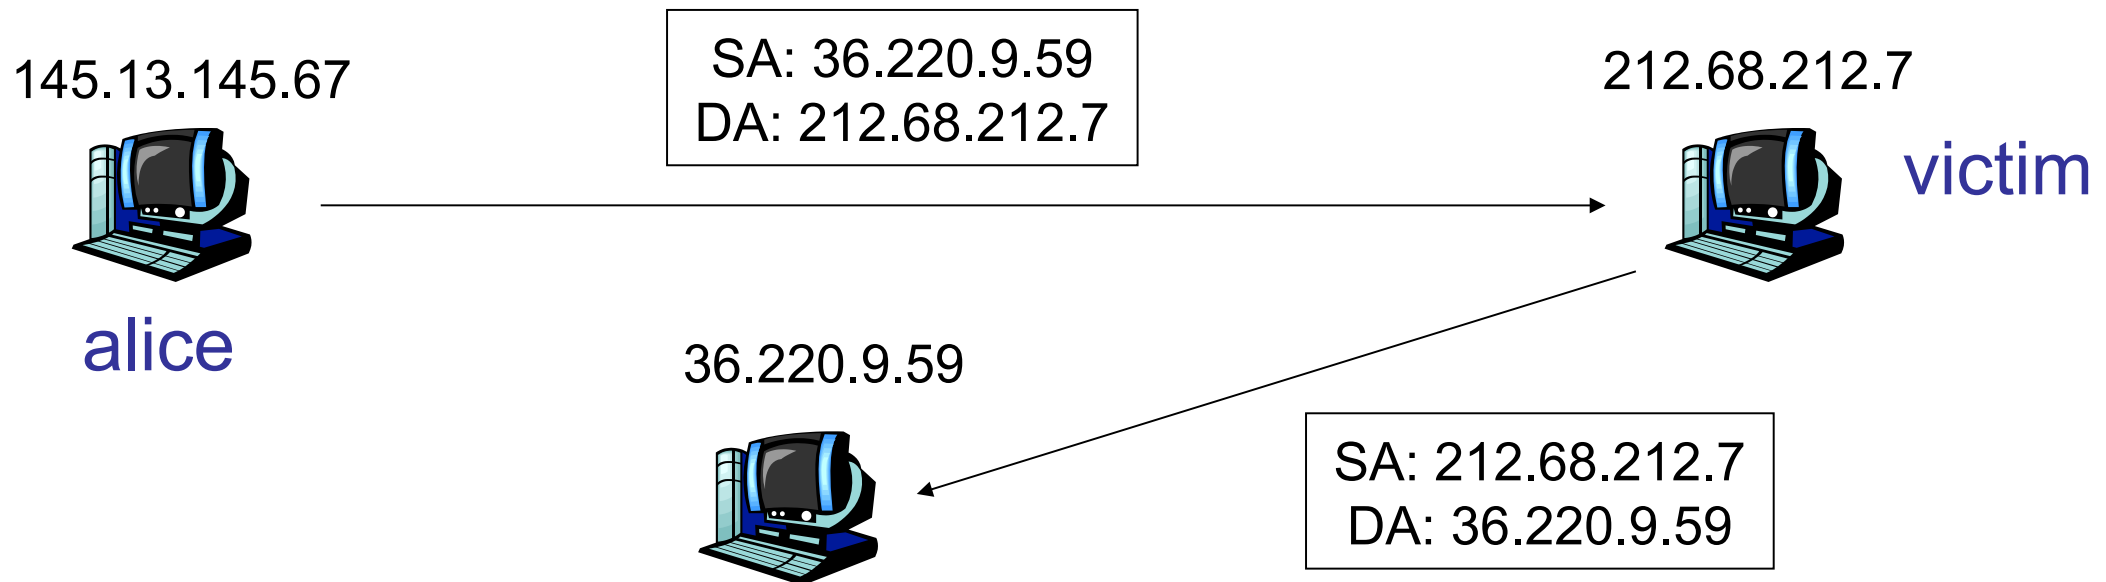 145.13.145.67
alice
SA: 36.220.9.59
DA: 212.68.212.7
212.68.212.7
victim
36.220.9.59
SA: 212.68.212.7
DA: 36.220.9.59